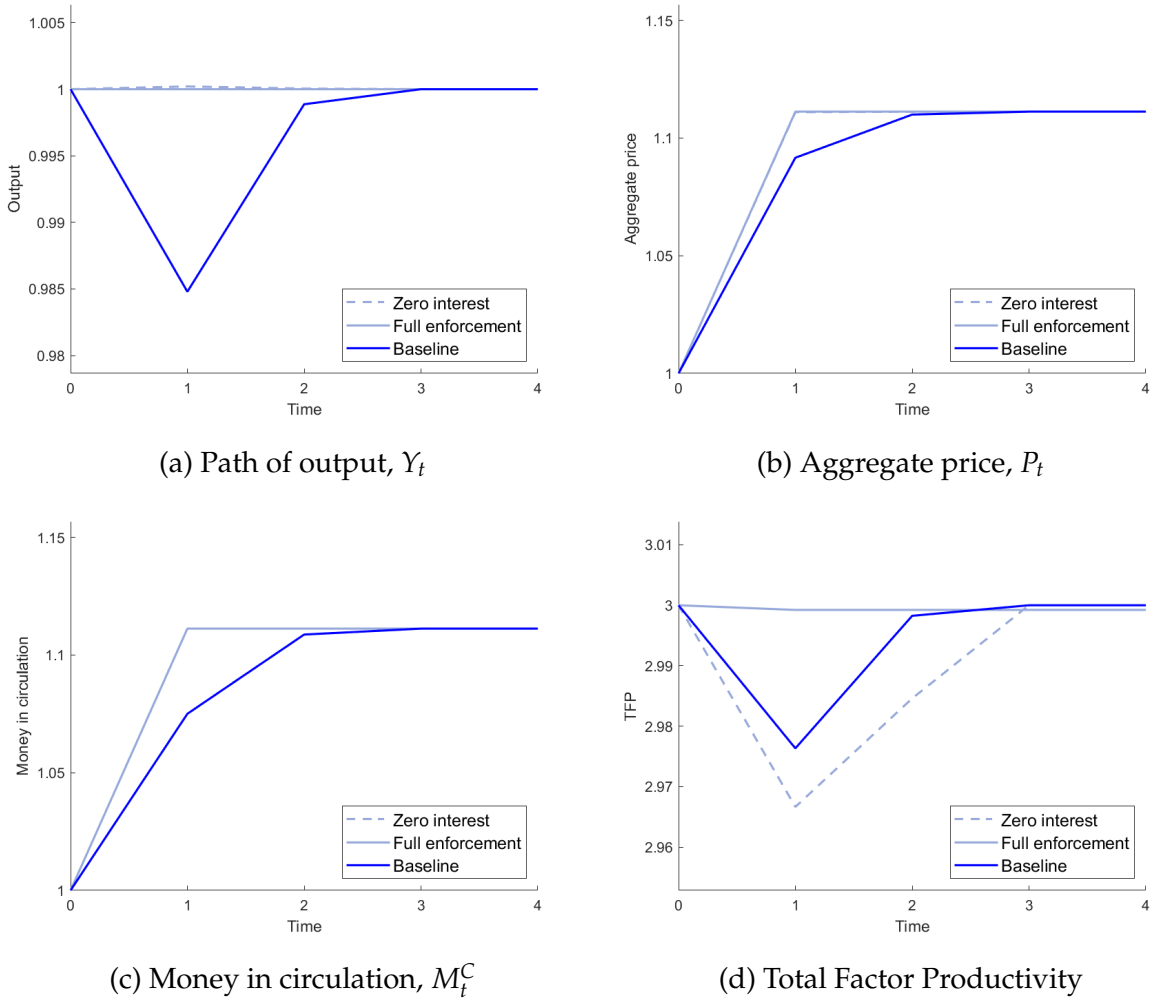 1.005
1
0.995
0.99
0.985
0.98
Output
0 1 2 3 4
Time
Zero interest
Full enforcement
Baseline
(a) Path of output, Y_t
1.15
1.1
1.05
1
Aggregate price
0 1 2 3 4
Time
Zero interest
Full enforcement
Baseline
(b) Aggregate price, P_t
1.15
1.1
1.05
1
Money in circulation
0 1 2 3 4
Time
Zero interest
Full enforcement
Baseline
(c) Money in circulation, M_t^C
3.01
3
2.99
2.98
2.97
2.96
TFP
0 1 2 3 4
Time
Zero interest
Full enforcement
Baseline
(d) Total Factor Productivity